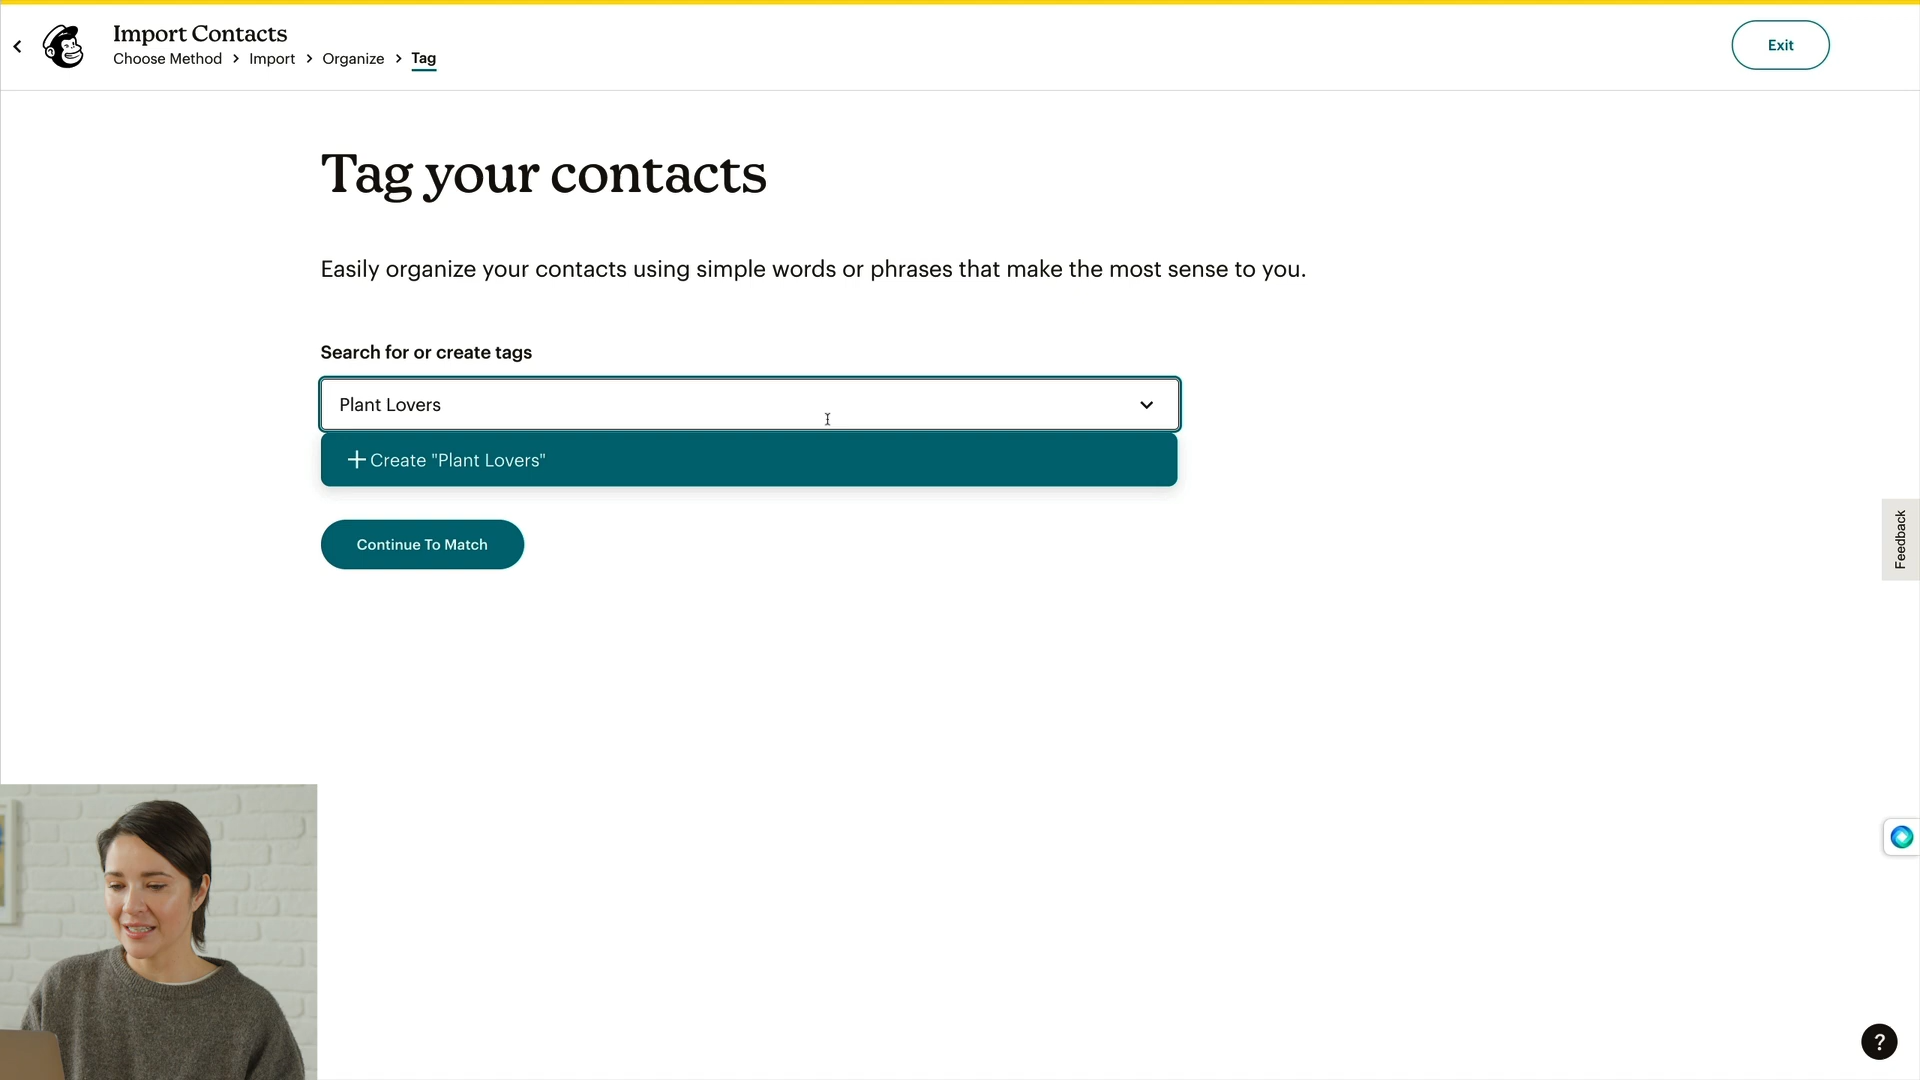 Import Contacts
Choose Method > Import > Organize > Tag
Exit
Tag your contacts
Easily organize your contacts using simple words or phrases that make the most sense to you.
Search for or create tags
Plant Lovers
+ Create "Plant Lovers"
Continue To Match
Feedback
?